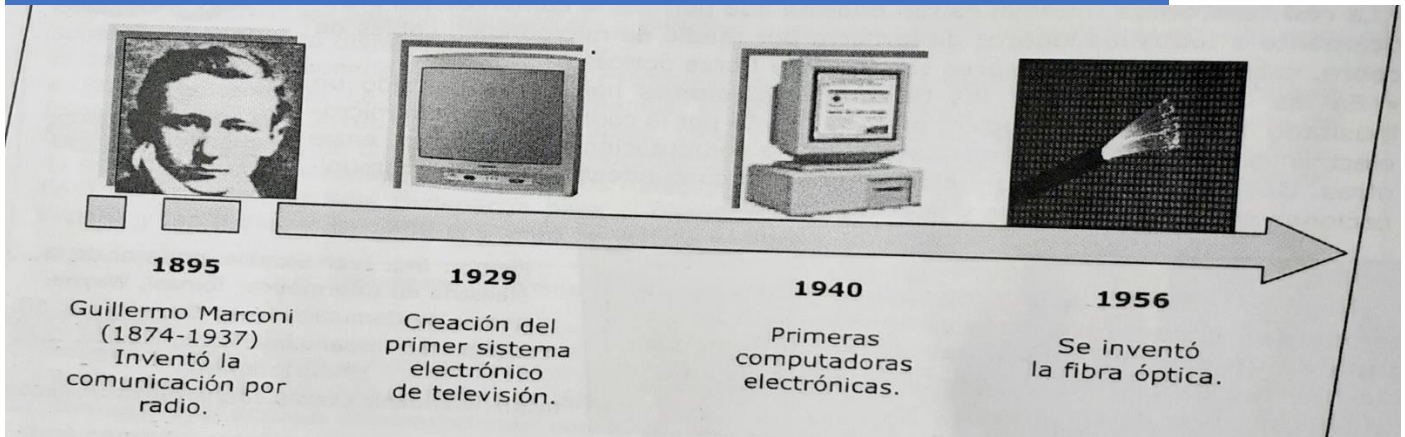 1895
Guillermo Marconi
(1874-1937)
Inventó la
comunicación por
radio.
1929
Creación del
primer sistema
electrónico
de televisión.
1940
Primeras
computadoras
electrónicas.
1956
Se inventó
la fibra óptica.